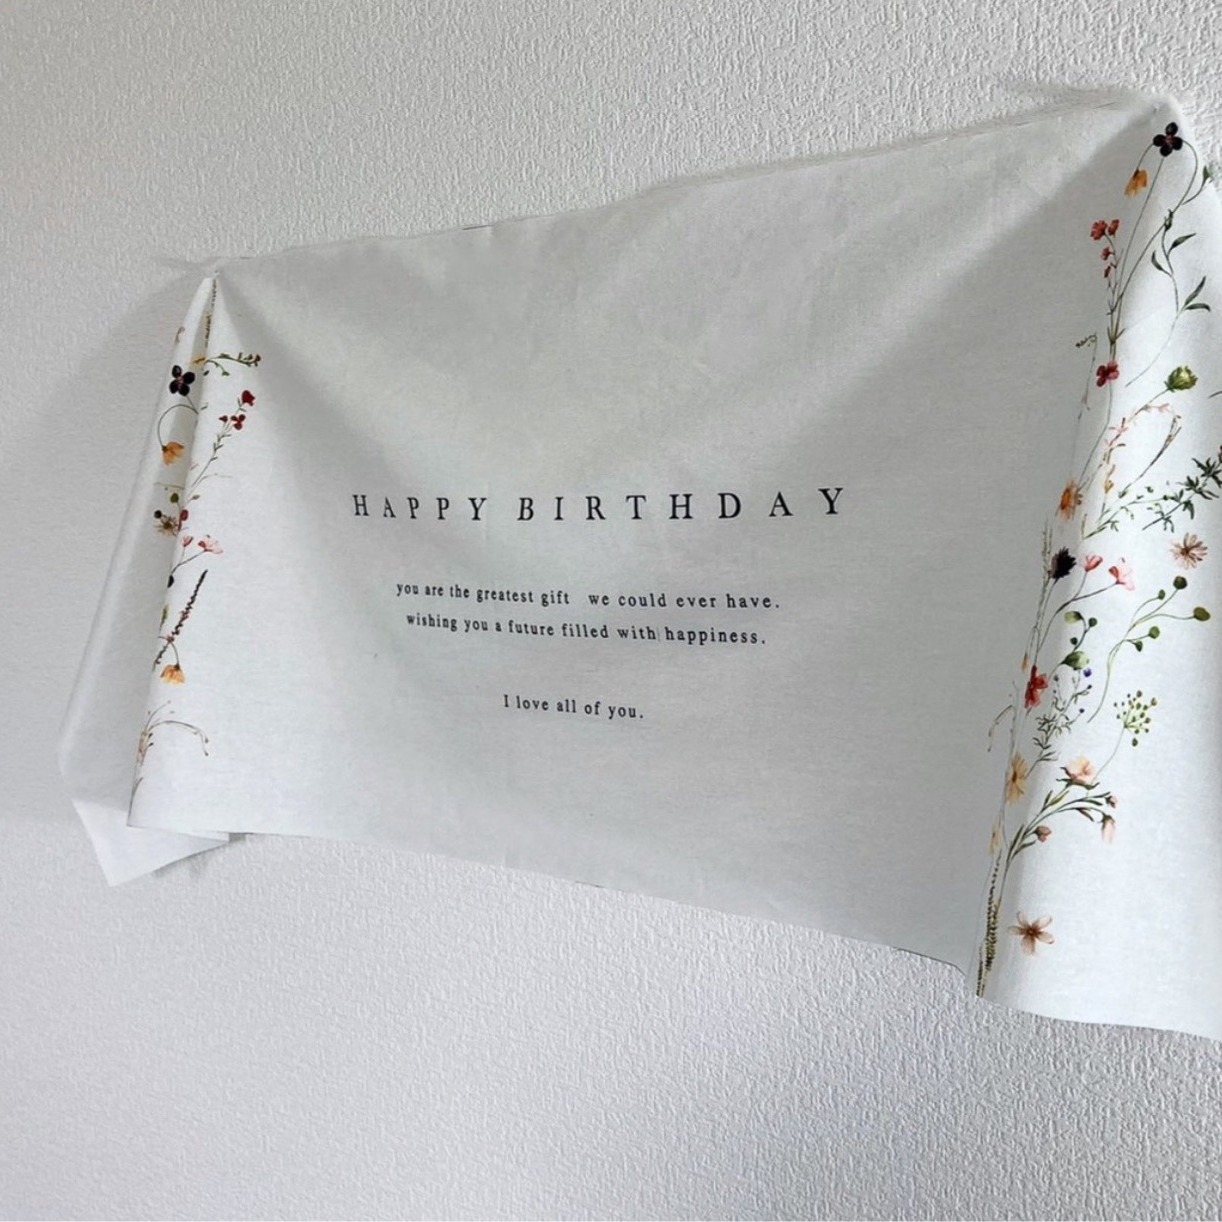 HAPPY BIRTHDAY
you are the greatest gift we could ever have.
wishing you a future filled with happiness.
I love all of you.